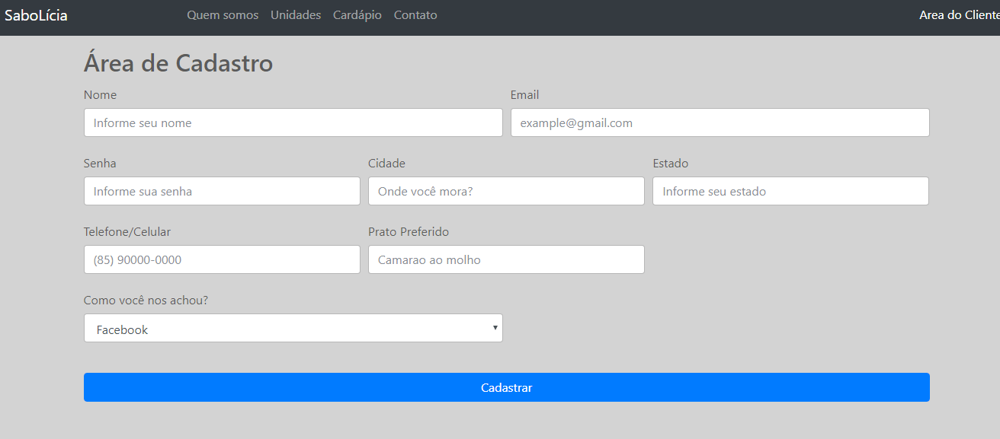 SaboLícia Quem somos Unidades Cardápio Contato Area do Cliente
Área de Cadastro
Nome Email
Informe seu nome example@gmail.com
Senha Cidade Estado
Informe sua senha Onde você mora? Informe seu estado
Telefone/Celular Prato Preferido
(85) 90000-0000 Camarao ao molho
Como você nos achou?
Facebook
Cadastrar